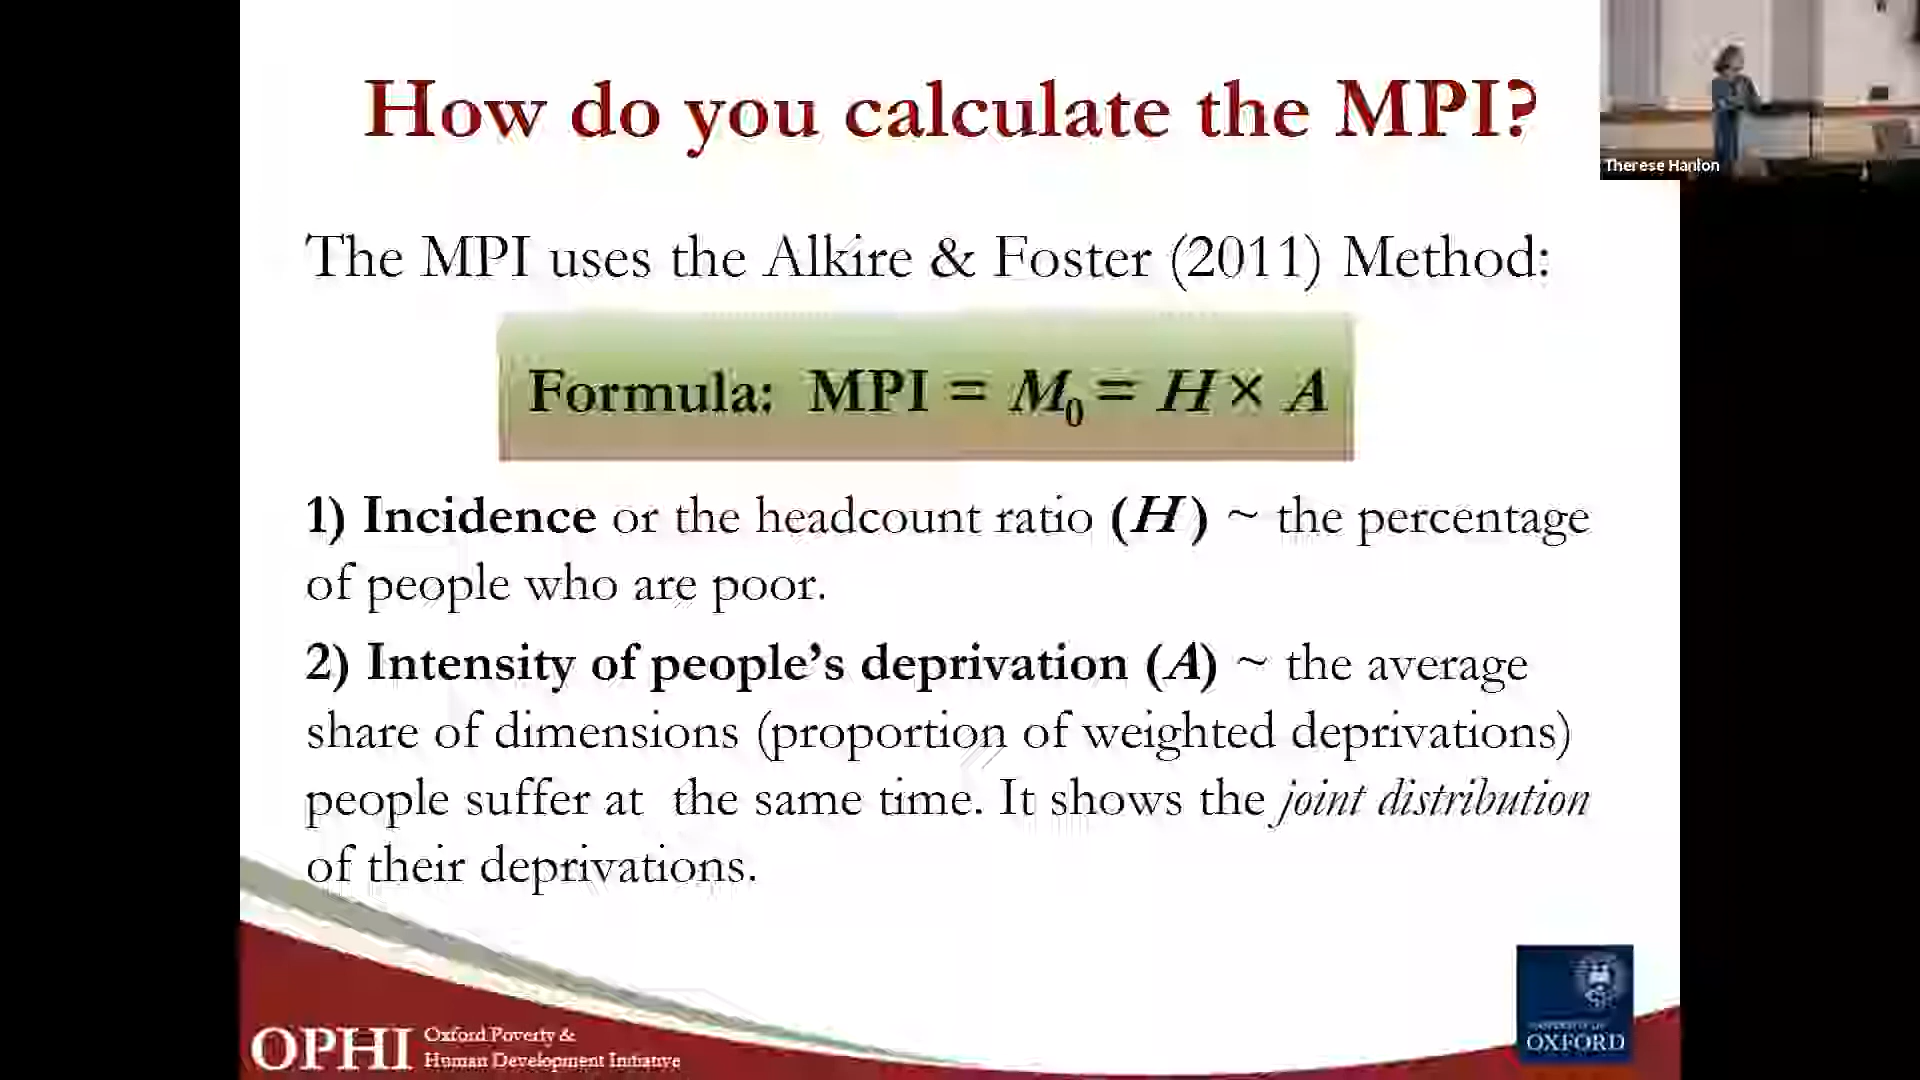 How do you calculate the MPI?
Therese Hanlon
The MPI uses the Alkire & Foster (2011) Method:
Formula: MPI = M0 = H × A
1) Incidence or the headcount ratio (H) ~ the percentage
of people who are poor.
2) Intensity of people's deprivation (A) ~ the average
share of dimensions (proportion of weighted deprivations)
people suffer at the same time. It shows the joint distribution
of their deprivations.
OPHI
Oxford Poverty &
Human Development Initiative
UNIVERSITY OF
OXFORD